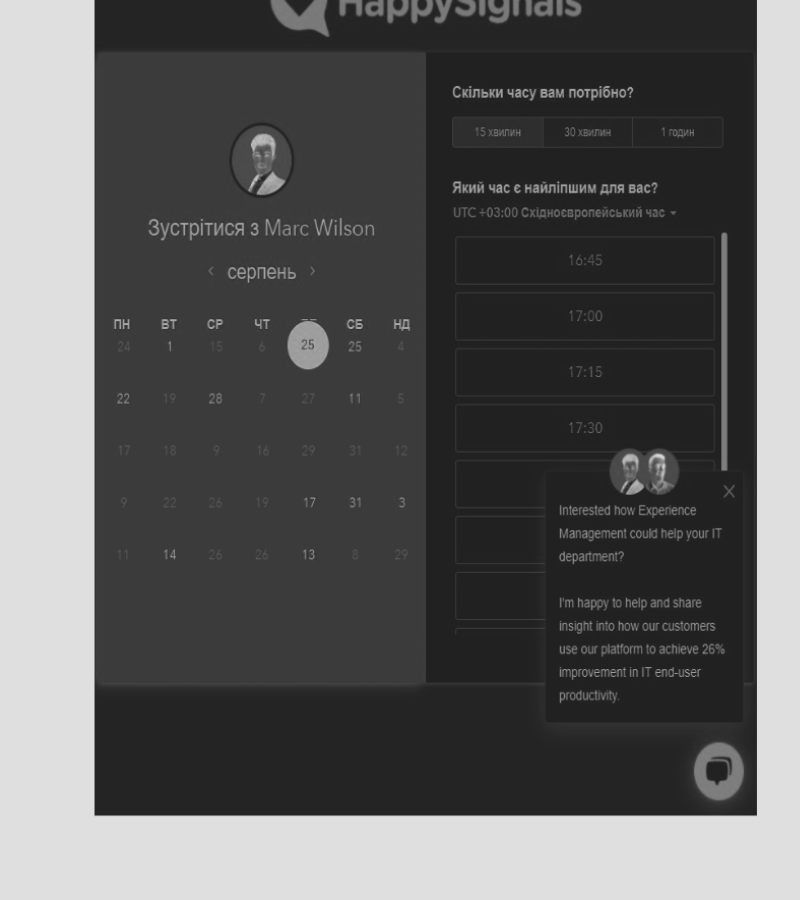 HappySignals
Зустрітися з Marc Wilson
серпень
ПН ВТ СР ЧТ СБ НД
24 1 15 6 25 25 4
22 19 28 7 27 11 5
17 18 9 16 29 31 12
9 22 26 19 17 31 3
11 14 26 26 13 8 29
Скільки часу вам потрібно?
15 хвилин 30 хвилин 1 годин
Який час є найліпшим для вас?
UTC +03:00 Східноєвропейський час
16:45
17:00
17:15
17:30
Interested how Experience
Management could help your IT
department?
I'm happy to help and share
insight into how our customers
use our platform to achieve 26%
improvement in IT end-user
productivity.